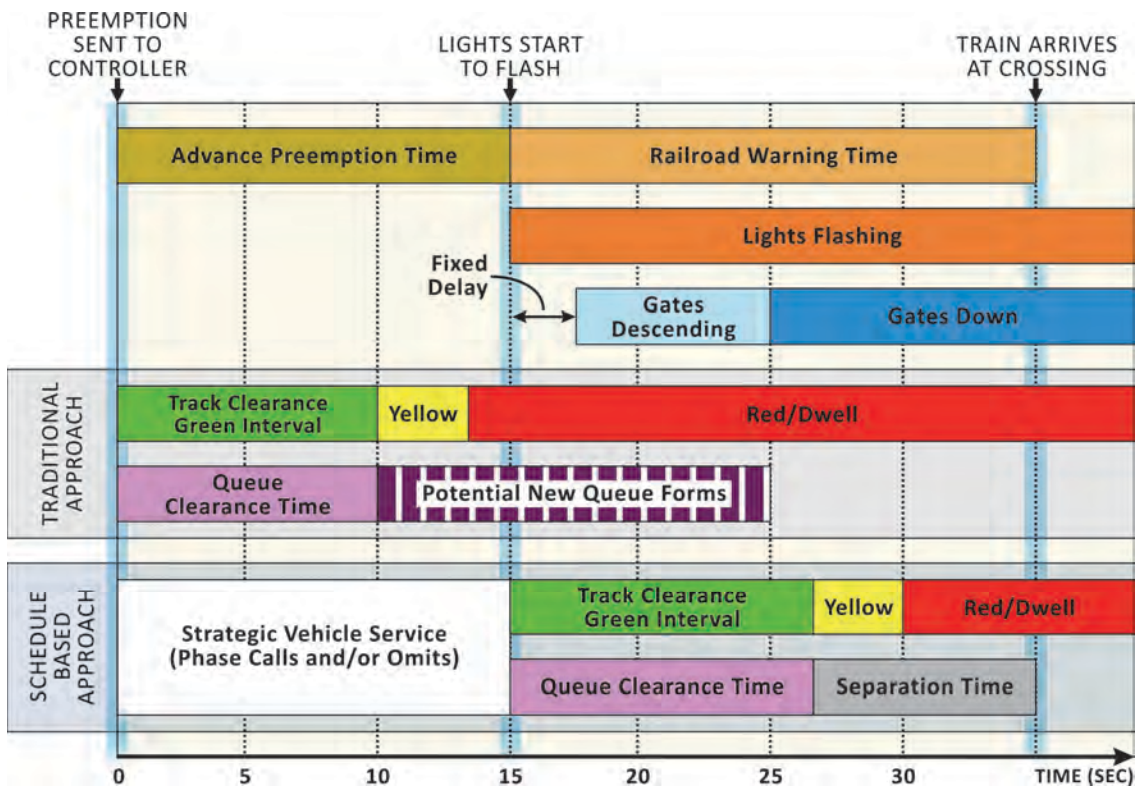 PREEMPTION
SENT TO
CONTROLLER
LIGHTS START
TO FLASH
TRAIN ARRIVES
AT CROSSING
Advance Preemption Time
Railroad Warning Time
Lights Flashing
Fixed
Delay
Gates
Descending
Gates Down
TRADITIONAL
APPROACH
Track Clearance
Green Interval
Yellow
Red/Dwell
Queue
Clearance Time
Potential New Queue Forms
SCHEDULE
BASED
APPROACH
Strategic Vehicle Service
(Phase Calls and/or Omits)
Track Clearance
Green Interval
Yellow
Red/Dwell
Queue Clearance Time
Separation Time
0 5 10 15 20 25 30 TIME (SEC)